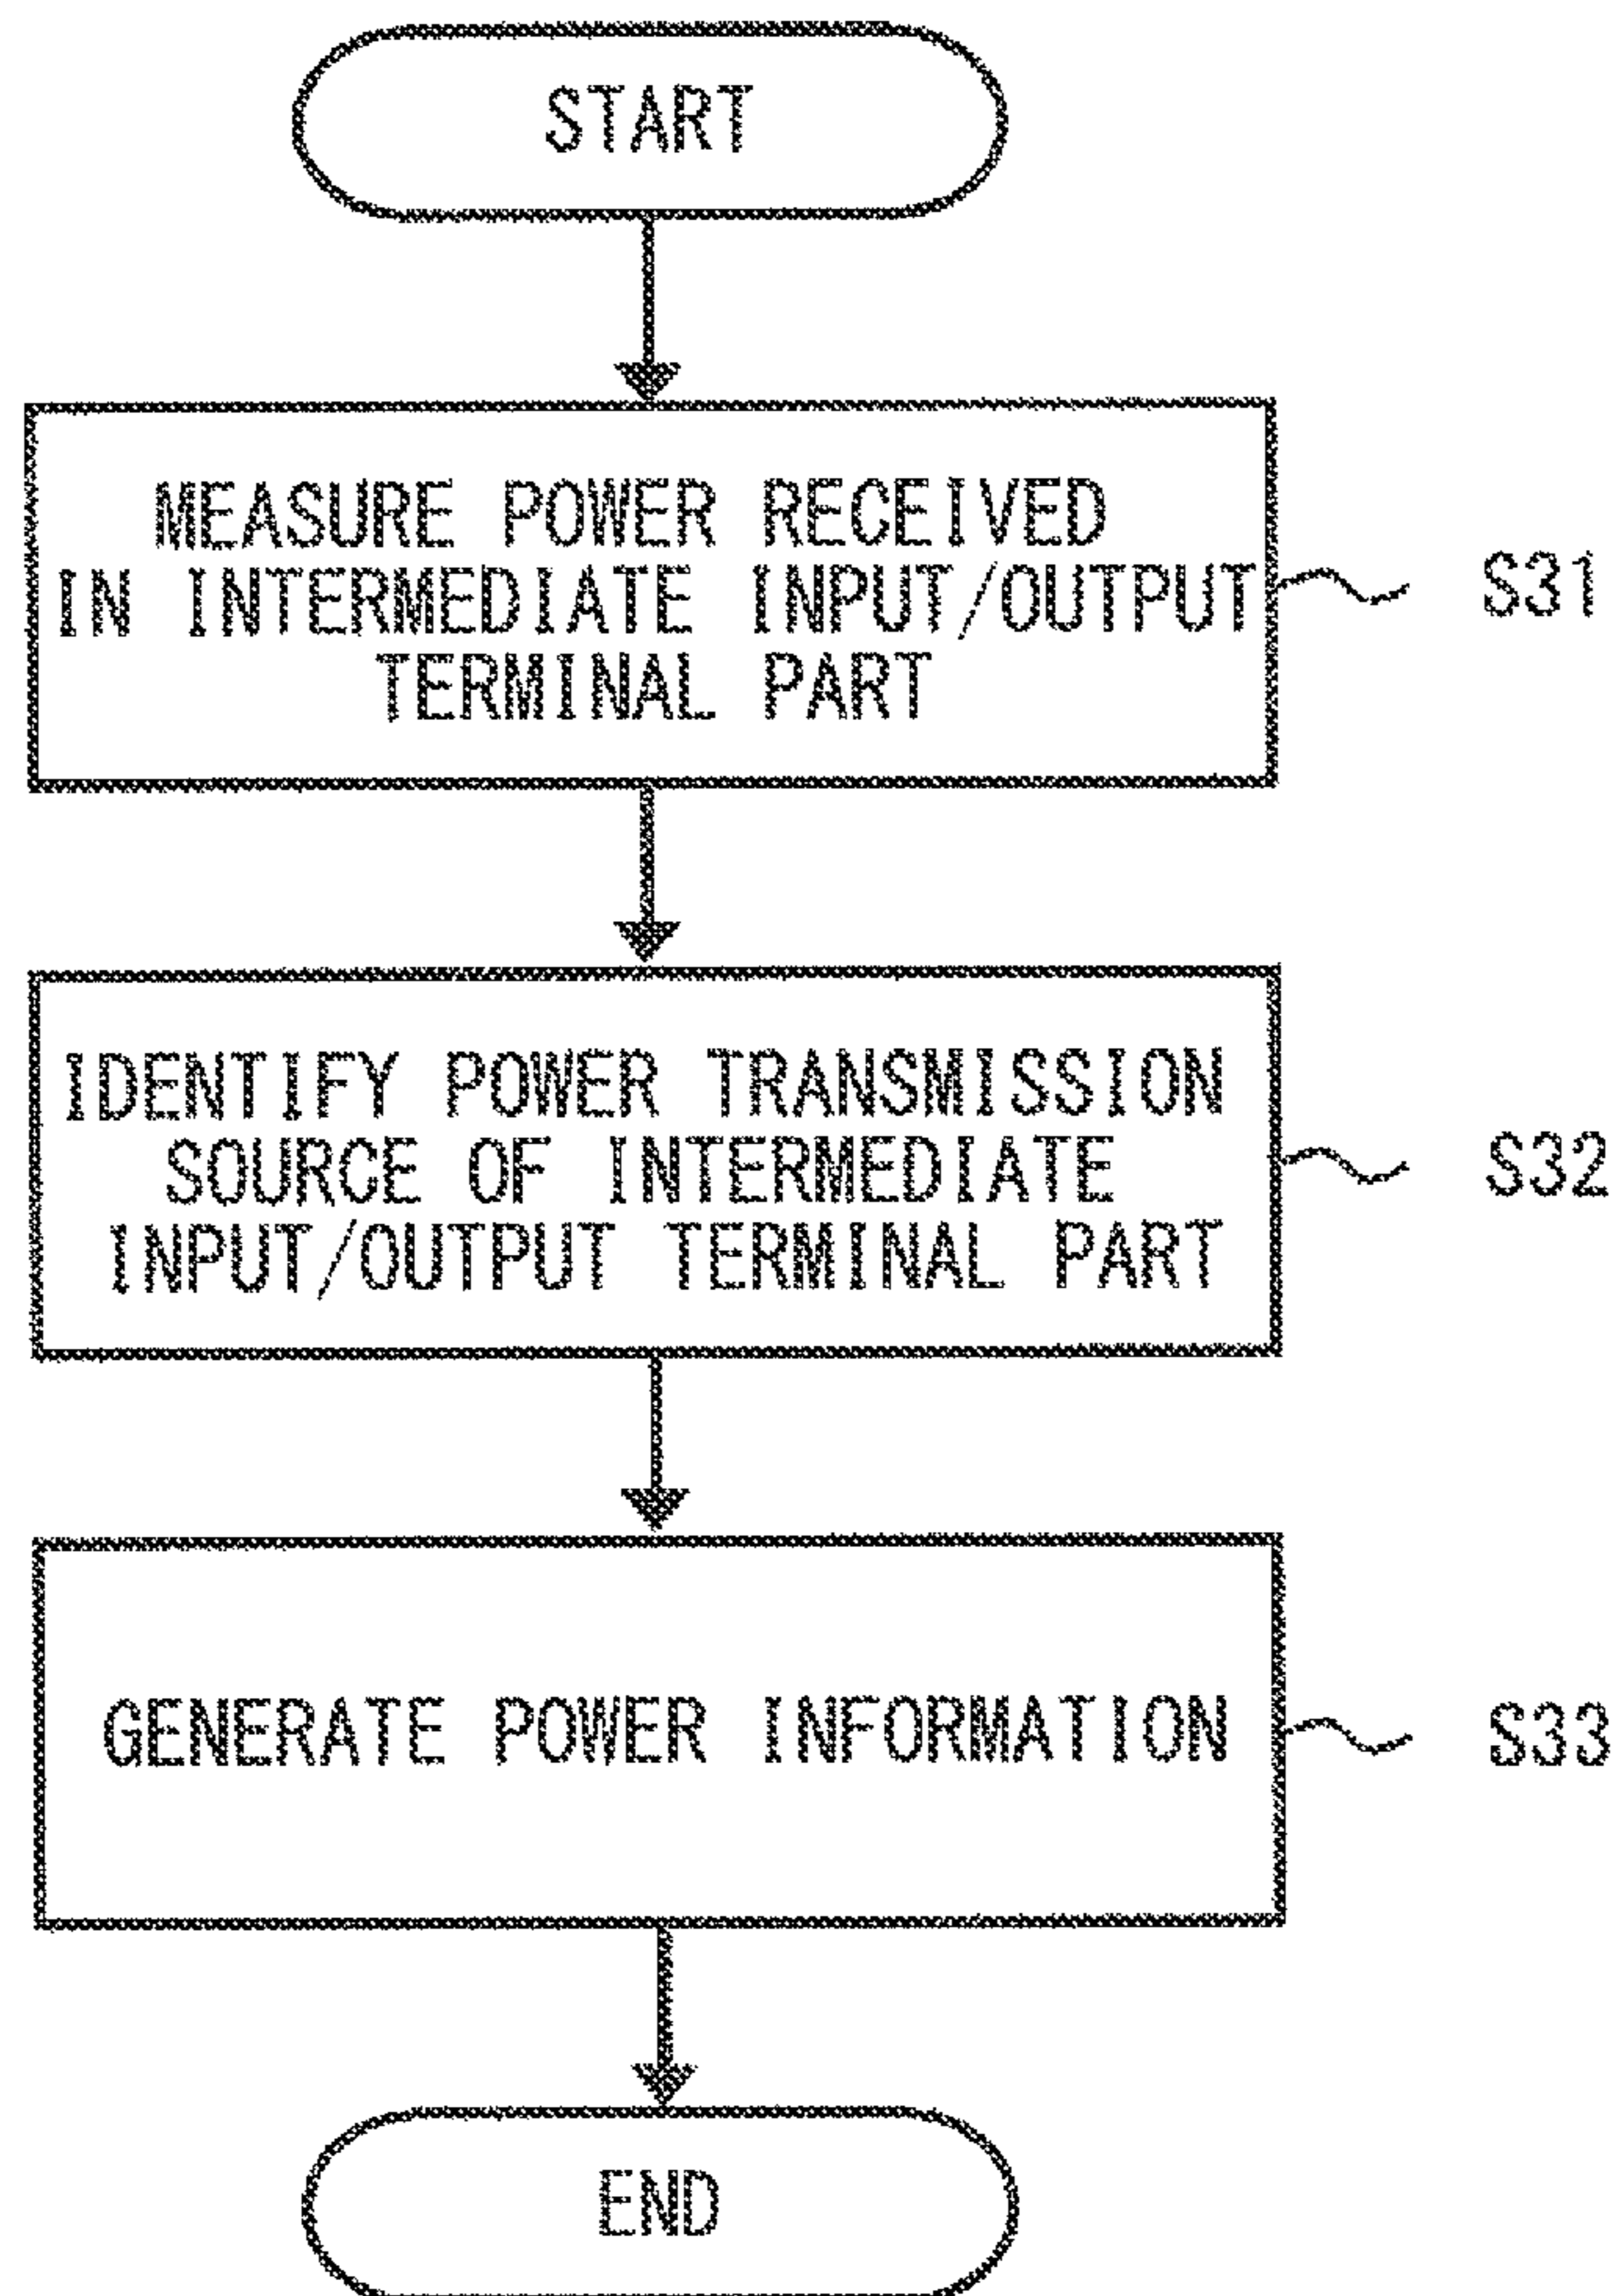 START
MEASURE POWER RECEIVED
IN INTERMEDIATE INPUT/OUTPUT
TERMINAL PART
S31
IDENTIFY POWER TRANSMISSION
SOURCE OF INTERMEDIATE
INPUT/OUTPUT TERMINAL PART
S32
GENERATE POWER INFORMATION
S33
END